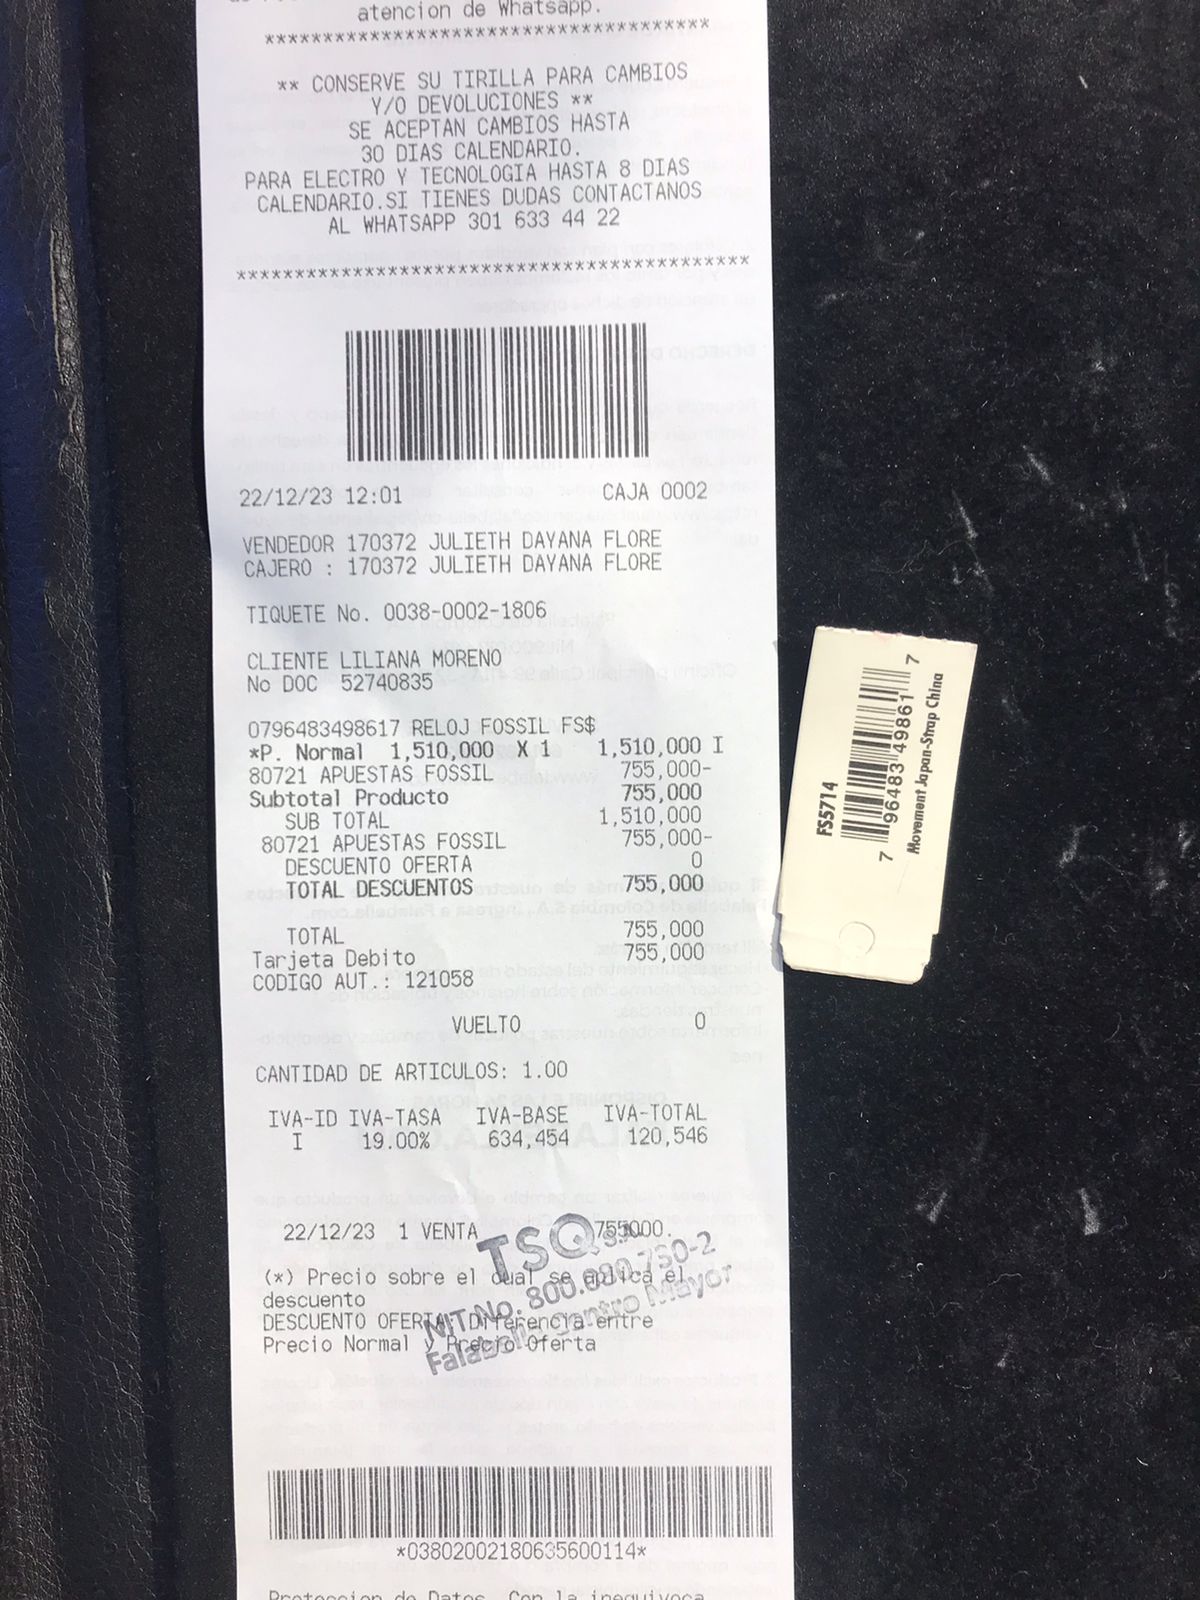 atencion de Whatsapp.
**************************************
** CONSERVE SU TIRILLA PARA CAMBIOS
Y/O DEVOLUCIONES **
SE ACEPTAN CAMBIOS HASTA
30 DIAS CALENDARIO.
PARA ELECTRO Y TECNOLOGIA HASTA 8 DIAS
CALENDARIO.SI TIENES DUDAS CONTACTANOS
AL WHATSAPP 301 633 44 22
********************************************
22/12/23 12:01 CAJA 0002
VENDEDOR 170372 JULIETH DAYANA FLORE
CAJERO : 170372 JULIETH DAYANA FLORE
TIQUETE No. 0038-0002-1806
CLIENTE LILIANA MORENO
No DOC 52740835
0796483498617 RELOJ FOSSIL FS$
*P. Normal 1,510,000 X 1 1,510,000 I
80721 APUESTAS FOSSIL 755,000-
Subtotal Producto 755,000
SUB TOTAL 1,510,000
80721 APUESTAS FOSSIL 755,000-
DESCUENTO OFERTA 0
TOTAL DESCUENTOS 755,000
TOTAL 755,000
Tarjeta Debito 755,000
CODIGO AUT.: 121058
VUELTO 0
CANTIDAD DE ARTICULOS: 1.00
IVA-ID IVA-TASA IVA-BASE IVA-TOTAL
I 19.00% 634,454 120,546
22/12/23 1 VENTA 755000.
(*) Precio sobre el cual se aplica el
descuento
DESCUENTO OFERTA: Diferencia entre
Precio Normal y Precio Oferta
TSQ S.A.
NIT No. 800.080.750-2
Falabella Centro Mayor
*03802002180635600114*
Proteccion de Datos. Con la inequivoca
FS5714
7 96483 49861 7
Movement Japan-Strap China